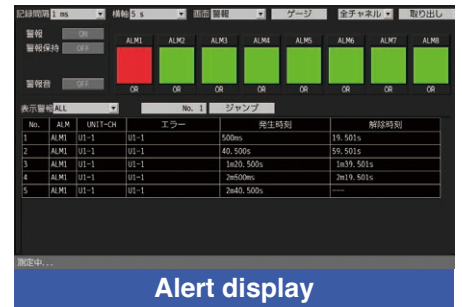 記録間隔 1 ms 横軸 5 s 画面 警報 ゲージ 全チャネル 取り出し
警報 ON
警報保持 OFF
警報音 OFF
ALM1 ALM2 ALM3 ALM4 ALM5 ALM6 ALM7 ALM8
OR OR OR OR OR OR OR OR
表示警報 ALL No. 1 ジャンプ
No. ALM UNIT-CH エラー 発生時刻 解除時刻
1 ALM1 U1-1 U1-1 500ms 19.501s
2 ALM1 U1-1 U1-1 40.500s 59.501s
3 ALM1 U1-1 U1-1 1m20.500s 1m39.501s
4 ALM1 U1-1 U1-1 2m500ms 2m19.501s
5 ALM1 U1-1 U1-1 2m40.500s ---
測定中...
Alert display